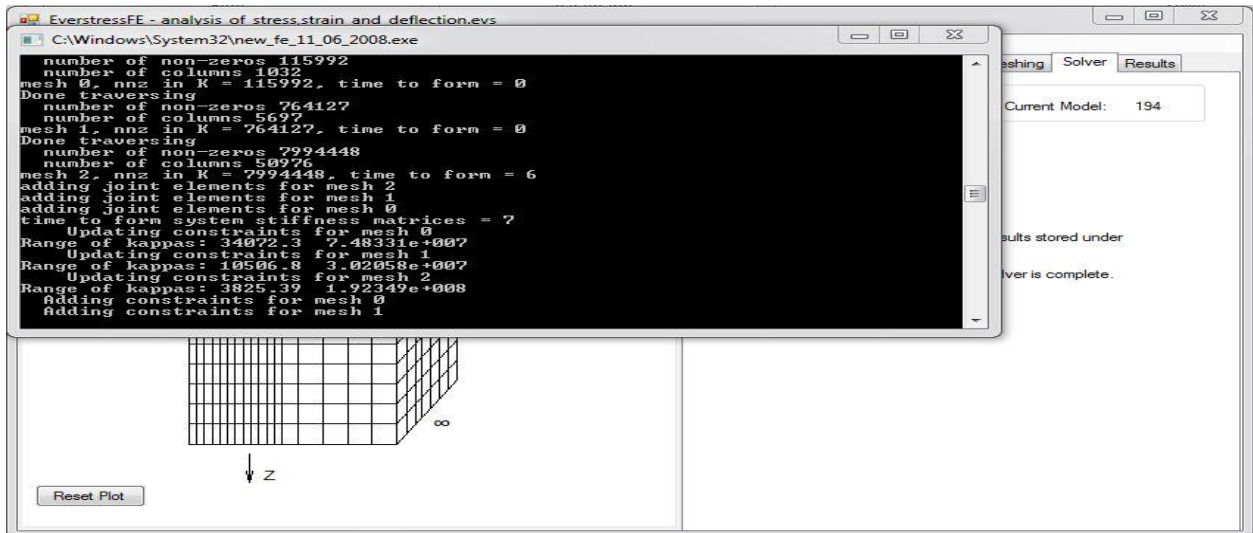 EverstressFE - analysis of stress,strain and deflection.evs
C:\Windows\System32\new_fe_11_06_2008.exe
number of non-zeros 115992
number of columns 1032
mesh 0, nnz in K = 115992, time to form = 0
Done traversing
number of non-zeros 764127
number of columns 5697
mesh 1, nnz in K = 764127, time to form = 0
Done traversing
number of non-zeros 7994448
number of columns 50976
mesh 2, nnz in K = 7994448, time to form = 6
adding joint elements for mesh 2
adding joint elements for mesh 1
adding joint elements for mesh 0
time to form system stiffness matrices = 7
Updating constraints for mesh 0
Range of kappas: 34072.3 7.48331e+007
Updating constraints for mesh 1
Range of kappas: 10506.8 3.02058e+007
Updating constraints for mesh 2
Range of kappas: 3825.39 1.92349e+008
Adding constraints for mesh 0
Adding constraints for mesh 1
eshing Solver Results
Current Model: 194
sults stored under
lver is complete.
∞
Z
Reset Plot